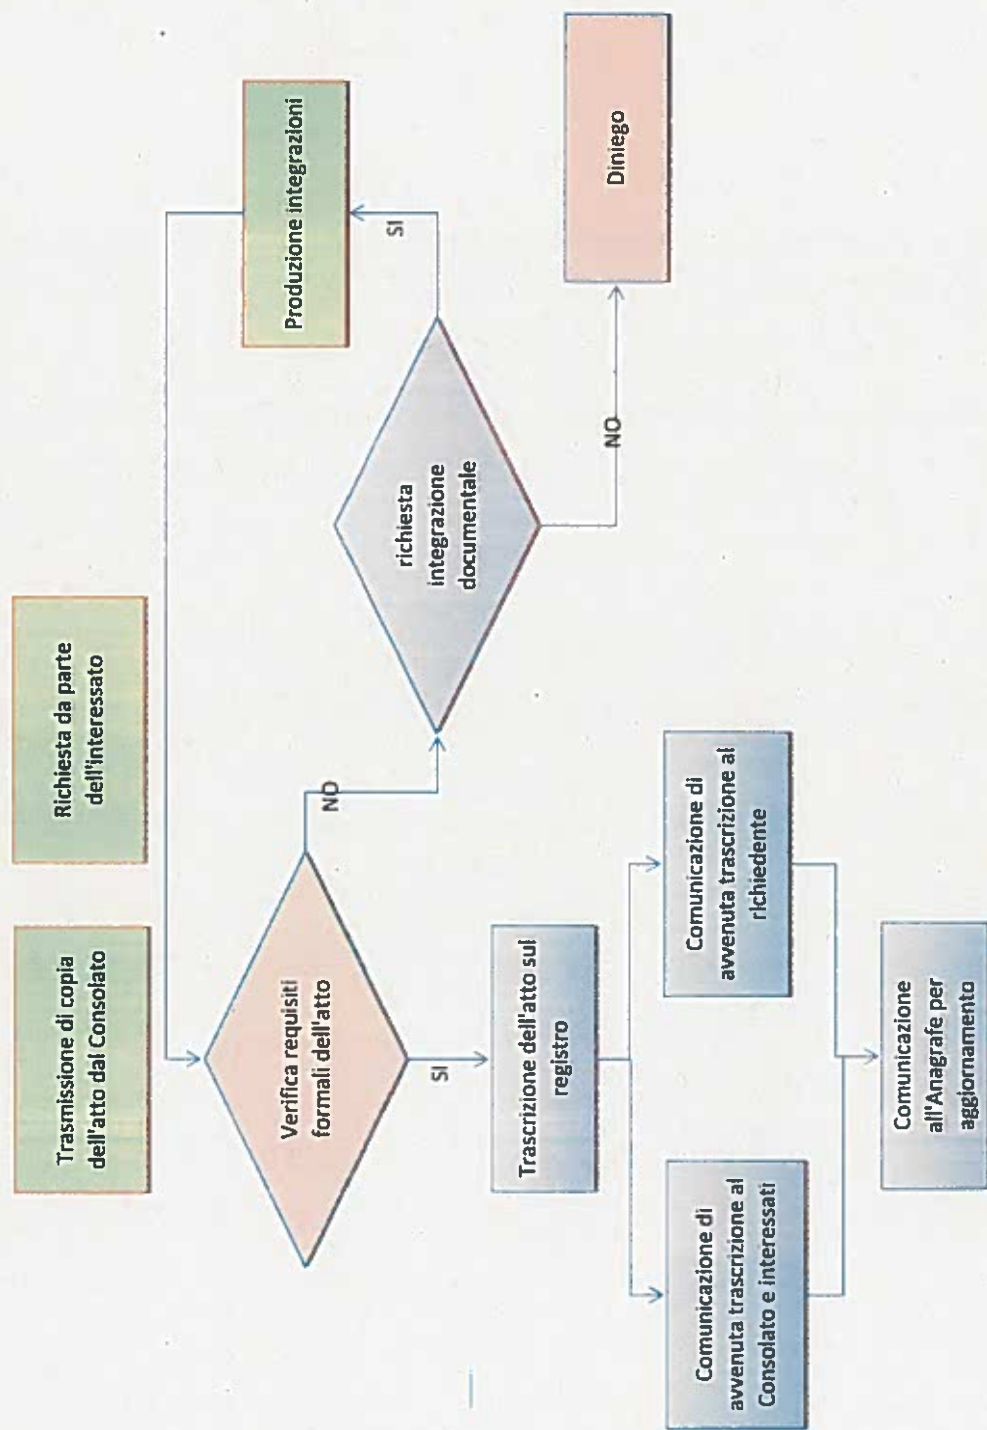 Trasmissione di copia
dell'atto dal Consolato
Richiesta da parte
dell'interessato
Verifica requisiti
formali dell'atto
NO
SI
richiesta
integrazione
documentale
SI
Produzione integrazioni
NO
Diniego
Trascrizione dell'atto sul
registro
Comunicazione di
avvenuta trascrizione al
Consolato e interessati
Comunicazione di
avvenuta trascrizione al
richiedente
Comunicazione
all'Anagrafe per
aggiornamento